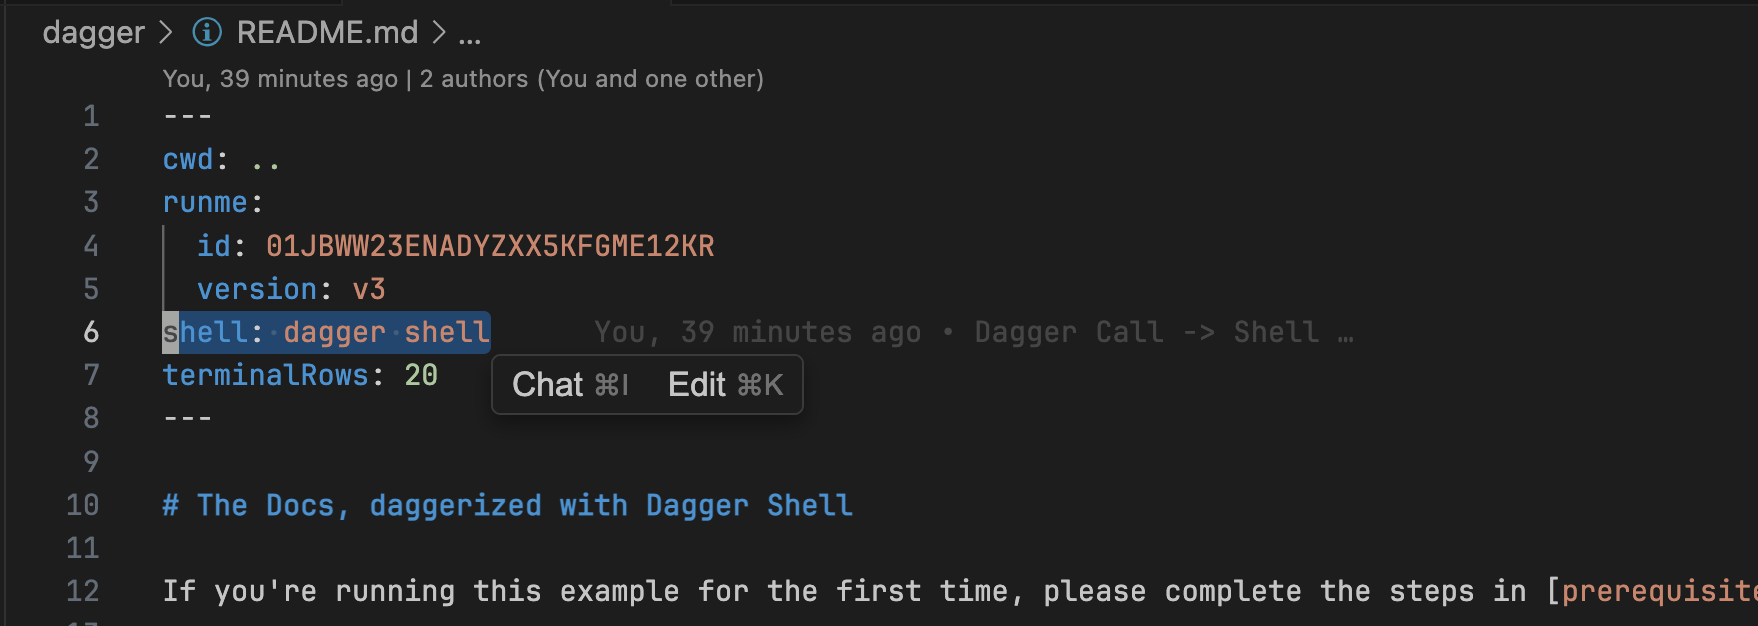 dagger > README.md > ...
You, 39 minutes ago | 2 authors (You and one other)
1 ---
2 cwd: ..
3 runme:
4 id: 01JBWW23ENADYZXX5KFGME12KR
5 version: v3
6 shell: dagger shell You, 39 minutes ago • Dagger Call -> Shell …
7 terminalRows: 20
Chat ⌘I Edit ⌘K
8 ---
9
10 # The Docs, daggerized with Dagger Shell
11
12 If you're running this example for the first time, please complete the steps in [prerequisite